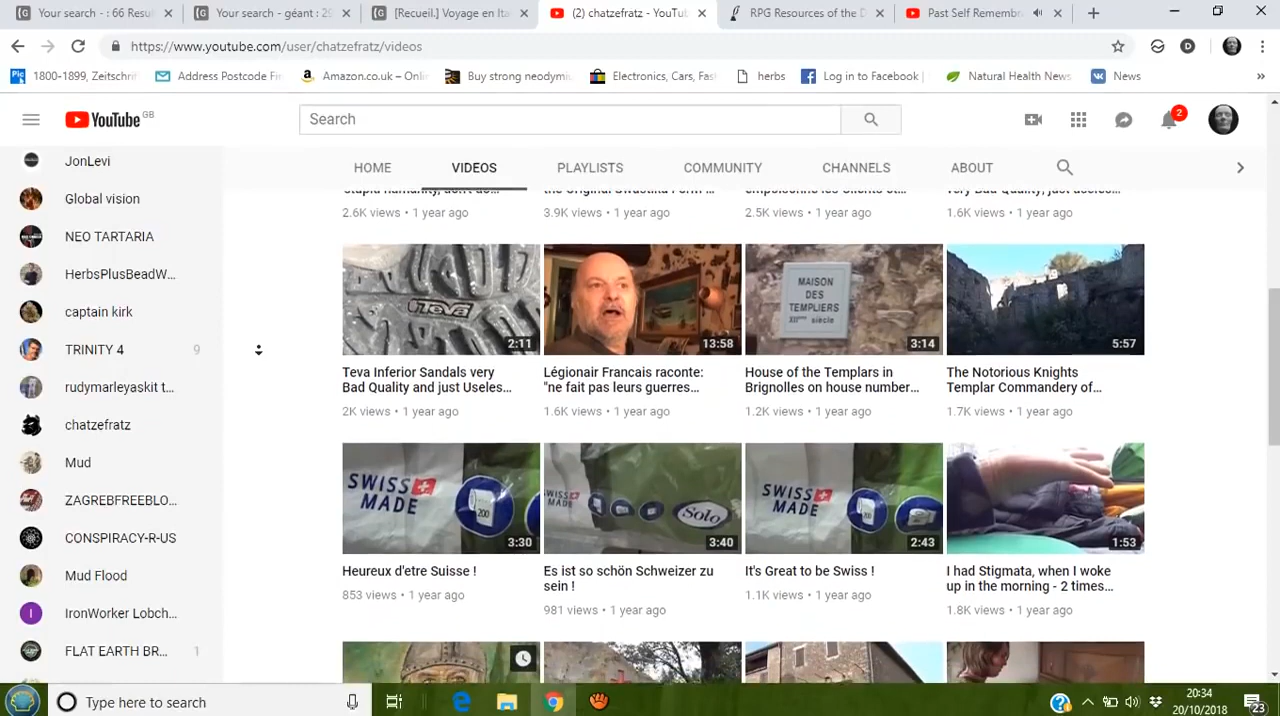 Your search - : 66 Resul
Your search - géant : 29
[Recueil.] Voyage en Ita
(2) chatzefratz - YouTu
RPG Resources of the D
Past Self Rememb
https://www.youtube.com/user/chatzefratz/videos
1800-1899, Zeitschri
Address Postcode Fi
Amazon.co.uk – Onli
Buy strong neodymi
Electronics, Cars, Fas
herbs
Log in to Facebook
Natural Health News
News
YouTube GB
Search
2
JonLevi
HOME
VIDEOS
PLAYLISTS
COMMUNITY
CHANNELS
ABOUT
Global vision
2.6K views • 1 year ago
3.9K views • 1 year ago
2.5K views • 1 year ago
1.6K views • 1 year ago
NEO TARTARIA
HerbsPlusBeadW...
captain kirk
TRINITY 4 9
rudymarleyaskit t...
chatzefratz
Mud
ZAGREBFREEBLO...
CONSPIRACY-R-US
Mud Flood
IronWorker Lobch...
FLAT EARTH BR... 1
Teva
2:11
13:58
MAISON
DES
TEMPLIERS
XIIème siècle
3:14
5:57
Teva Inferior Sandals very
Bad Quality and just Useles...
2K views • 1 year ago
Légionair Francais raconte:
"ne fait pas leurs guerres...
1.6K views • 1 year ago
House of the Templars in
Brignolles on house number...
1.2K views • 1 year ago
The Notorious Knights
Templar Commandery of...
1.7K views • 1 year ago
SWISS
MADE
200
3:30
SWISS
MADE
Solo
3:40
SWISS
MADE
200
2:43
1:53
Heureux d'etre Suisse !
853 views • 1 year ago
Es ist so schön Schweizer zu
sein !
981 views • 1 year ago
It's Great to be Swiss !
1.1K views • 1 year ago
I had Stigmata, when I woke
up in the morning - 2 times...
1.8K views • 1 year ago
Type here to search
20:34
20/10/2018
23